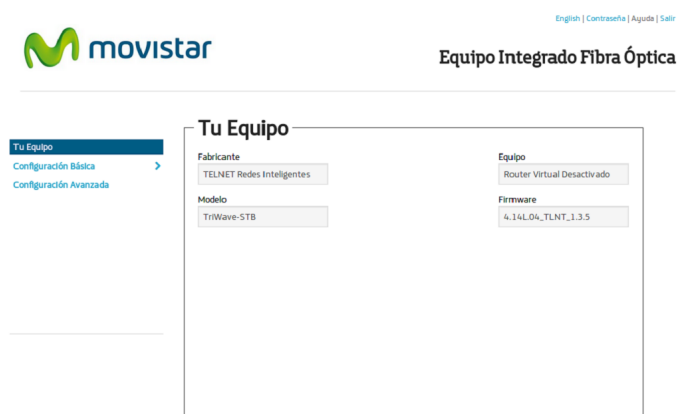 English | Contraseña | Ayuda | Salir
movistar
Equipo Integrado Fibra Óptica
Tu Equipo
Configuración Básica
Configuración Avanzada
Tu Equipo
Fabricante
TELNET Redes Inteligentes
Equipo
Router Virtual Desactivado
Modelo
TriWave-STB
Firmware
4.14L.04_TLNT_1.3.5